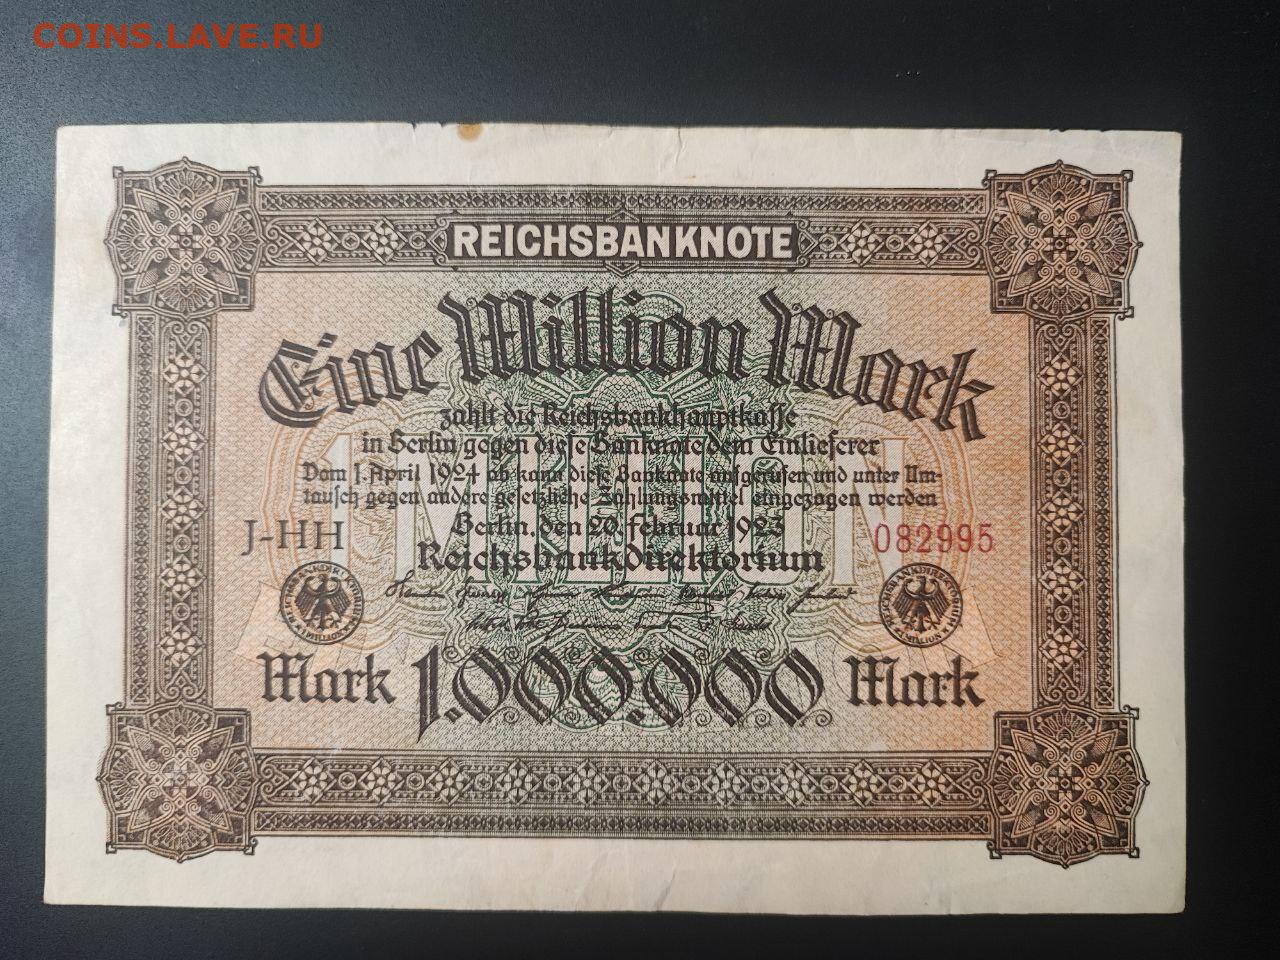 COINS.LAVE.RU
REICHSBANKNOTE
Eine Million Mark
zahlt die Reichsbankhauptkasse
in Berlin gegen diese Banknote dem Einlieferer
Vom 1. April 1924 ab kann diese Banknote aufgerufen und unter Um-
tausch gegen andere gesetzliche Zahlungsmittel eingezogen werden
Berlin, den 20. Februar 1923
J-HH
082995
Reichsbankdirektorium
Mark 1.000.000 Mark